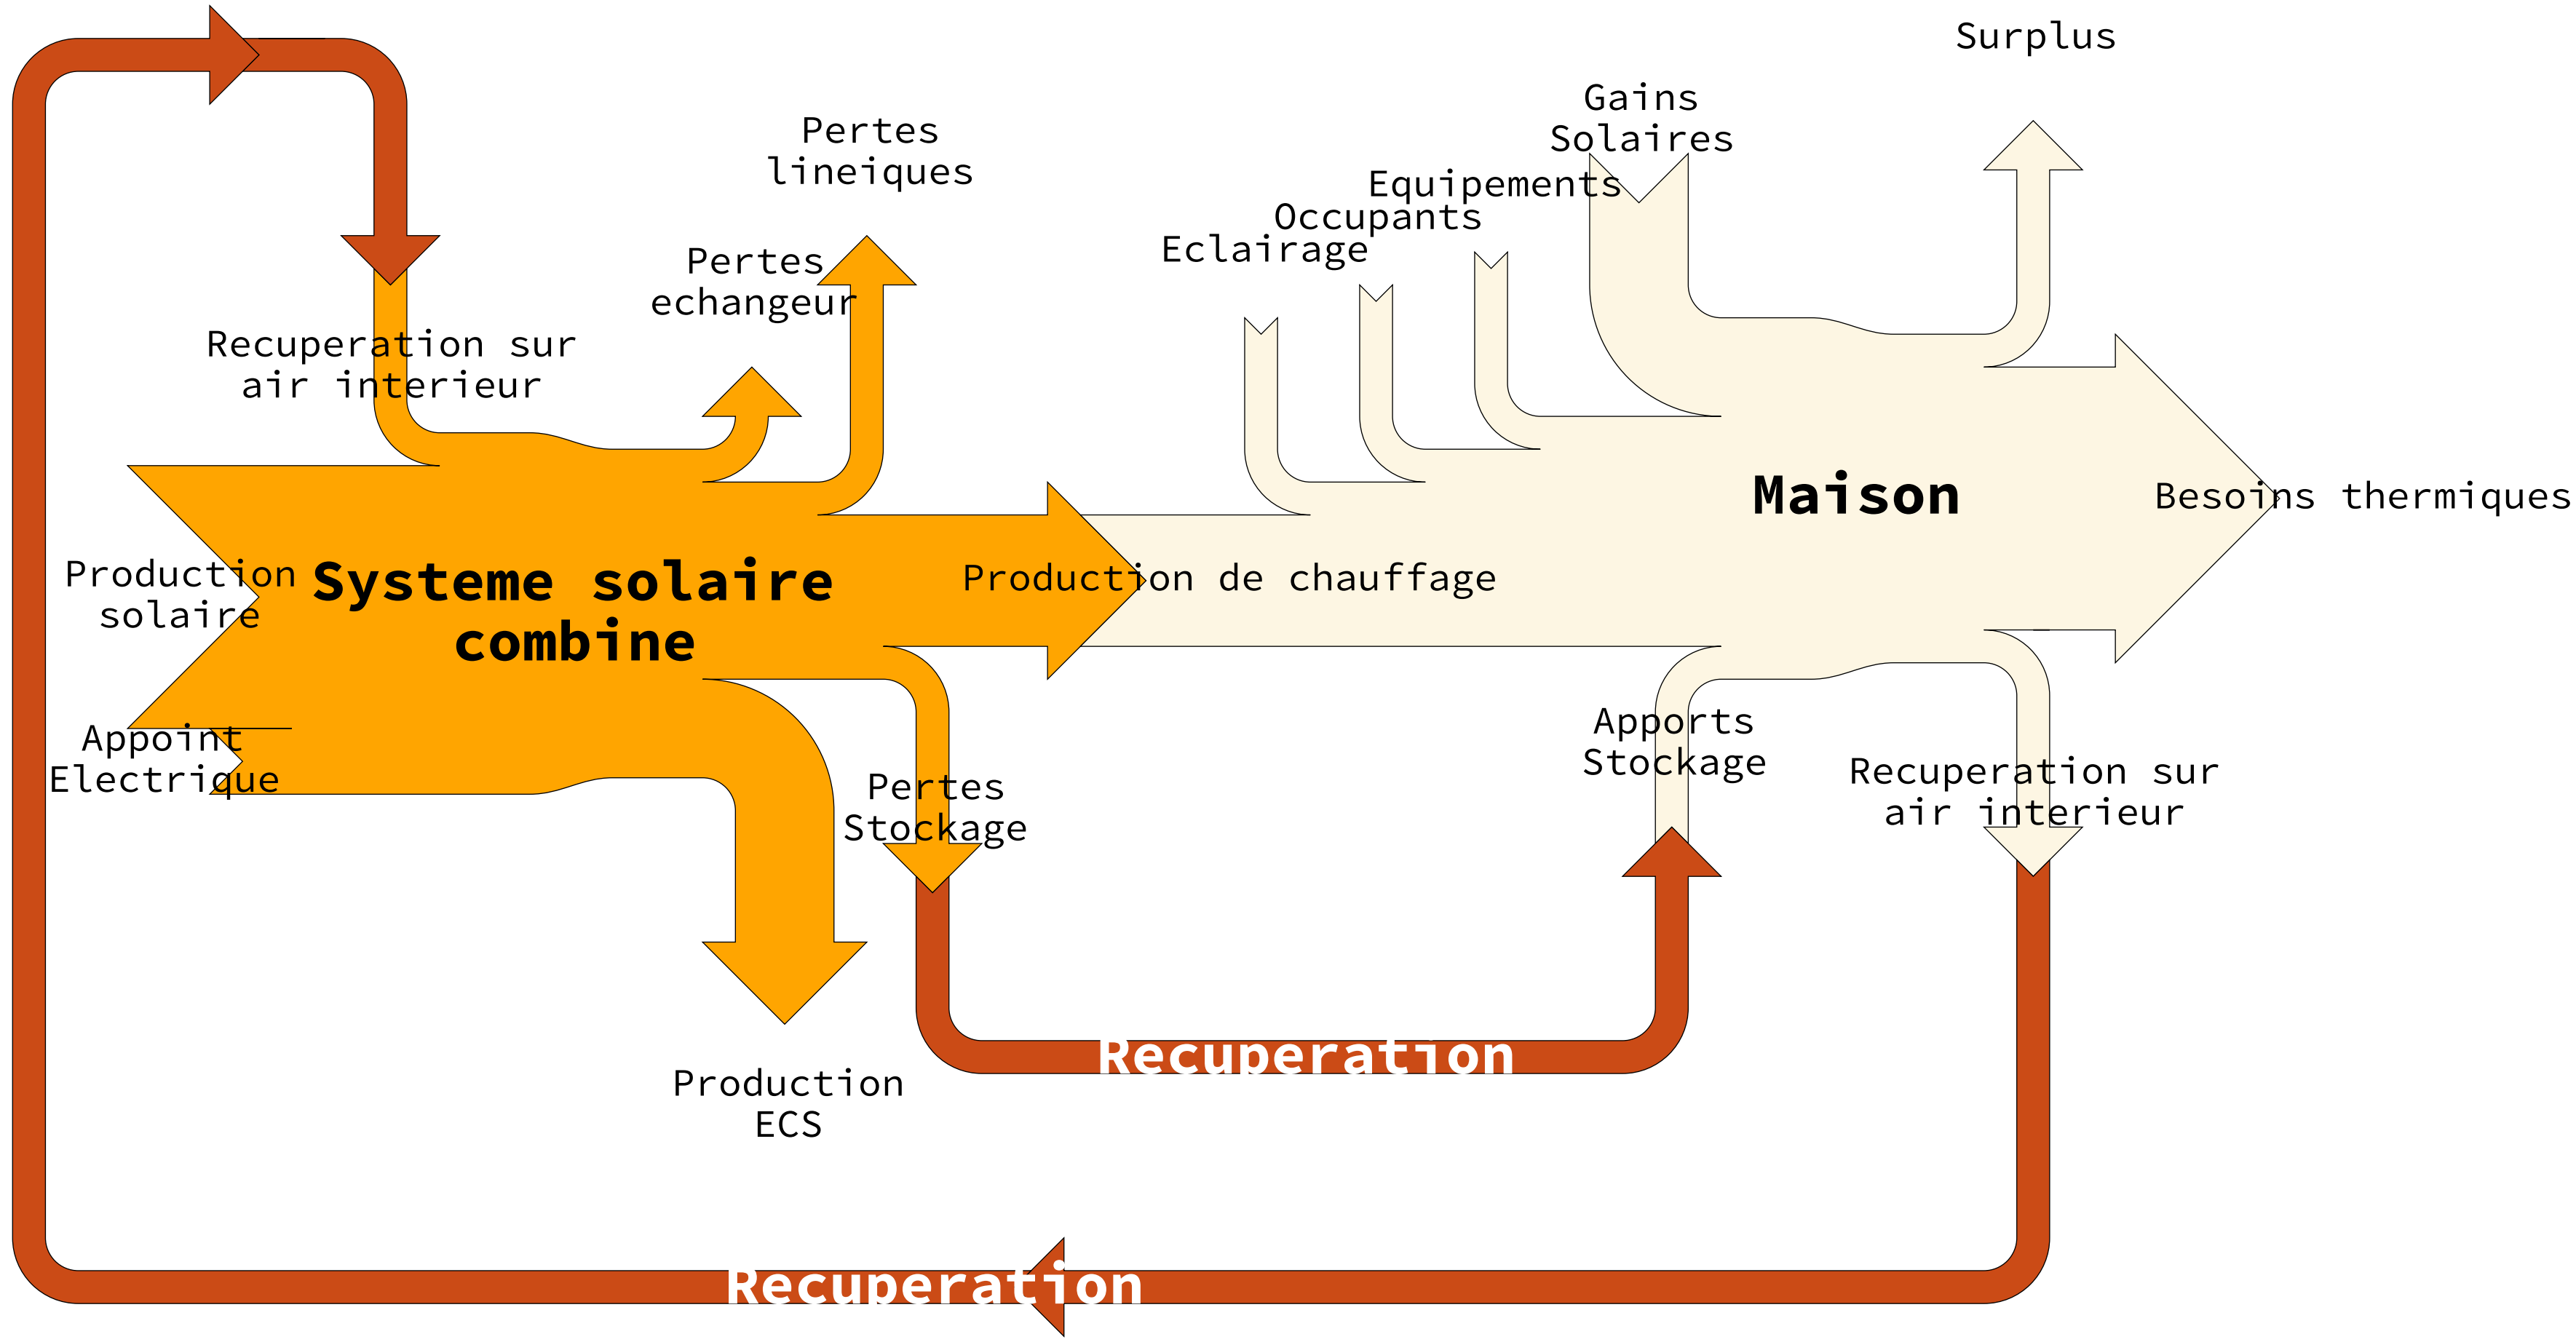 Surplus
Gains
Solaires
Pertes
lineiques
Equipements
Occupants
Eclairage
Pertes
echangeur
Recuperation sur
air interieur
Maison
Besoins thermiques
Production
solaire
Systeme solaire
combine
Production de chauffage
Appoint
Electrique
Apports
Stockage
Pertes
Stockage
Recuperation sur
air interieur
Recuperation
Production
ECS
Recuperation